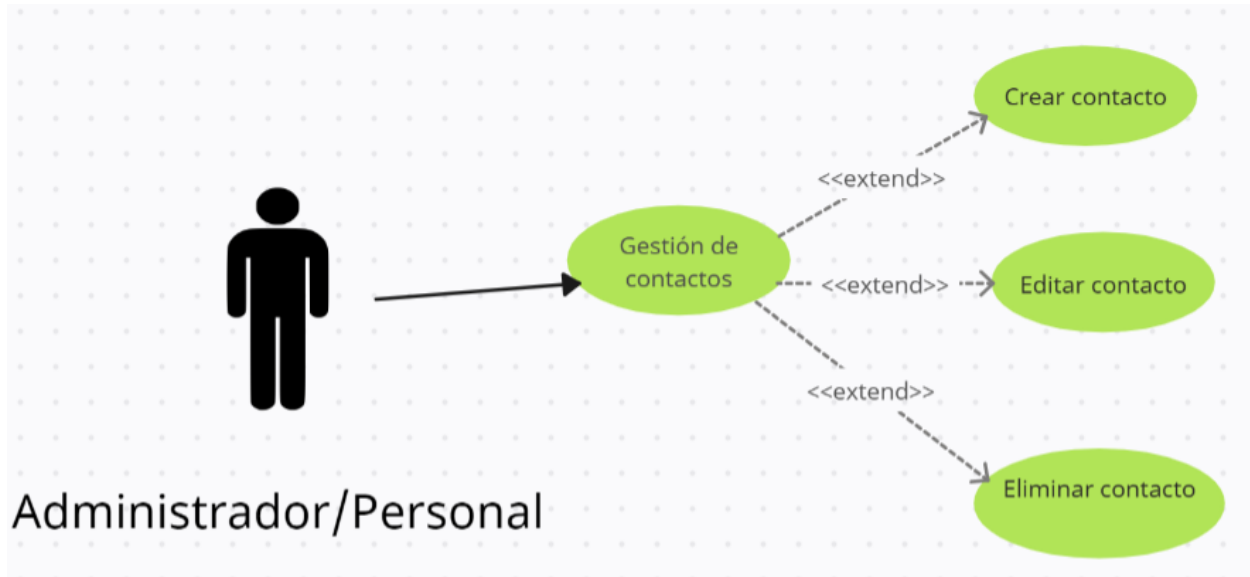 Crear contacto
<<extend>>
Gestión de
contactos
<<extend>>
Editar contacto
<<extend>>
Eliminar contacto
Administrador/Personal